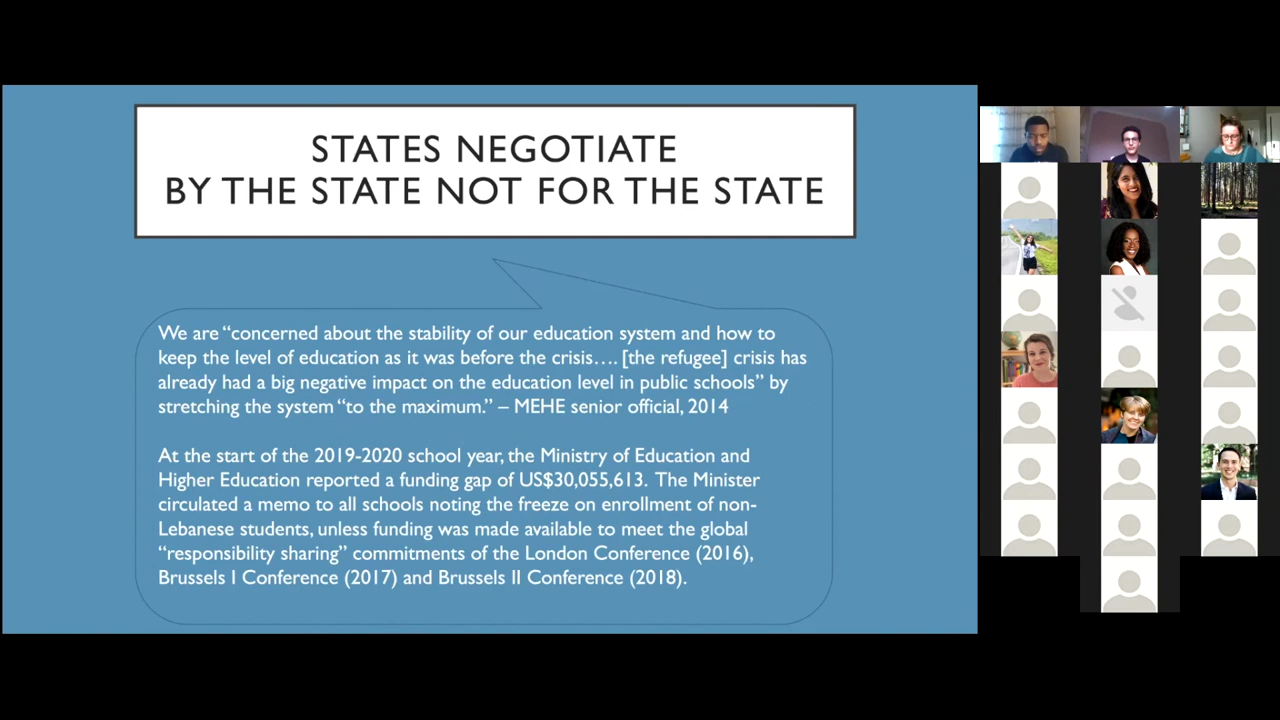 STATES NEGOTIATE
BY THE STATE NOT FOR THE STATE
We are “concerned about the stability of our education system and how to
keep the level of education as it was before the crisis…. [the refugee] crisis has
already had a big negative impact on the education level in public schools” by
stretching the system “to the maximum.” – MEHE senior official, 2014
At the start of the 2019-2020 school year, the Ministry of Education and
Higher Education reported a funding gap of US$30,055,613. The Minister
circulated a memo to all schools noting the freeze on enrollment of non-
Lebanese students, unless funding was made available to meet the global
“responsibility sharing” commitments of the London Conference (2016),
Brussels I Conference (2017) and Brussels II Conference (2018).